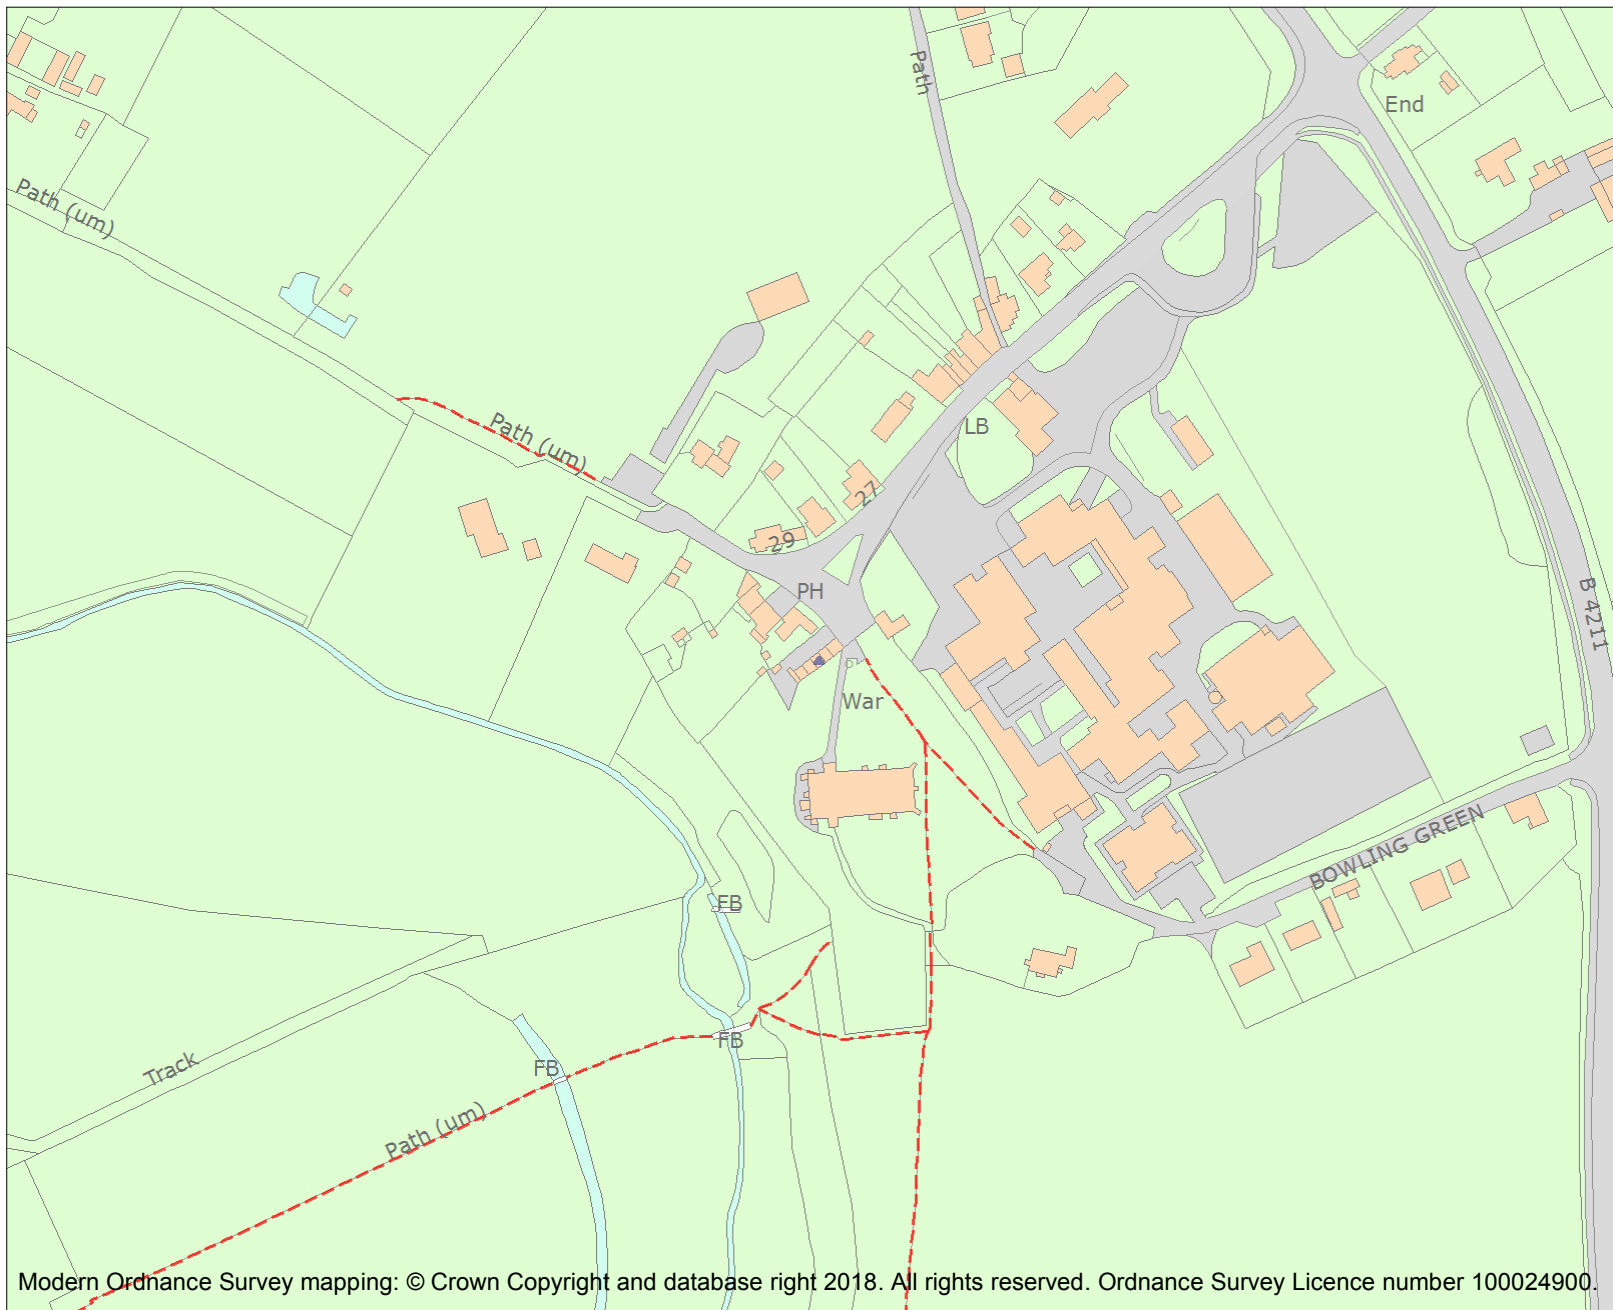 Path
End
Path (um)
LB
Path (um)
27
29
PH
B 4211
War
BOWLING GREEN
FB
FB
FB
Track
Path (um)
Modern Ordnance Survey mapping: © Crown Copyright and database right 2018. All rights reserved. Ordnance Survey Licence number 100024900.